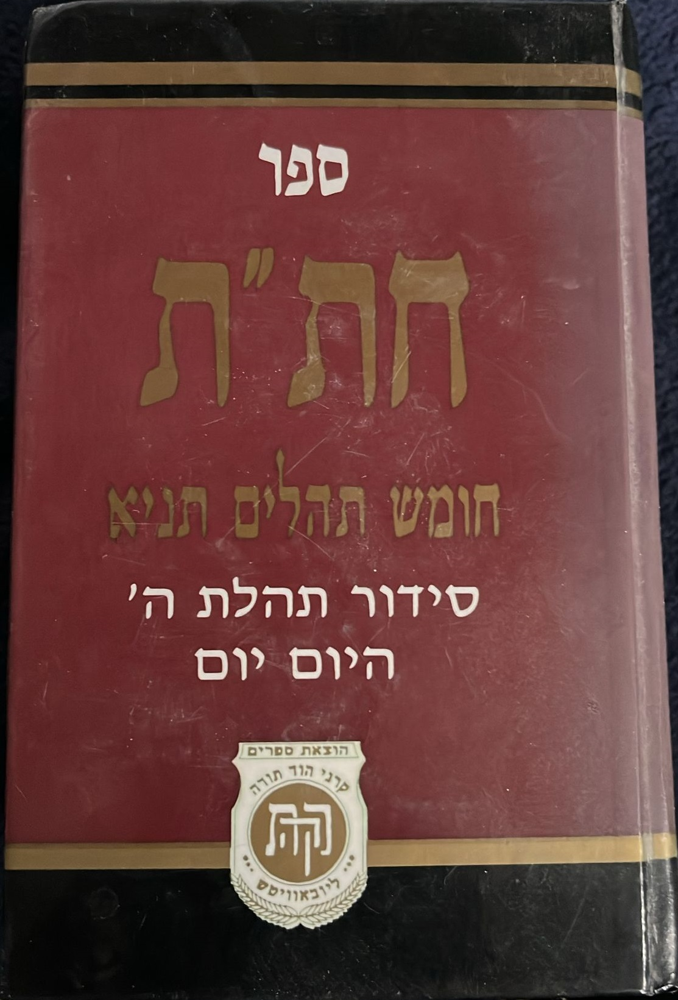 ספר
חת"ת
חומש תהלים תניא
סידור תהלת ה'
היום יום
הוצאת ספרים
קרני הוד תורה
קה"ת
ליובאוויטש